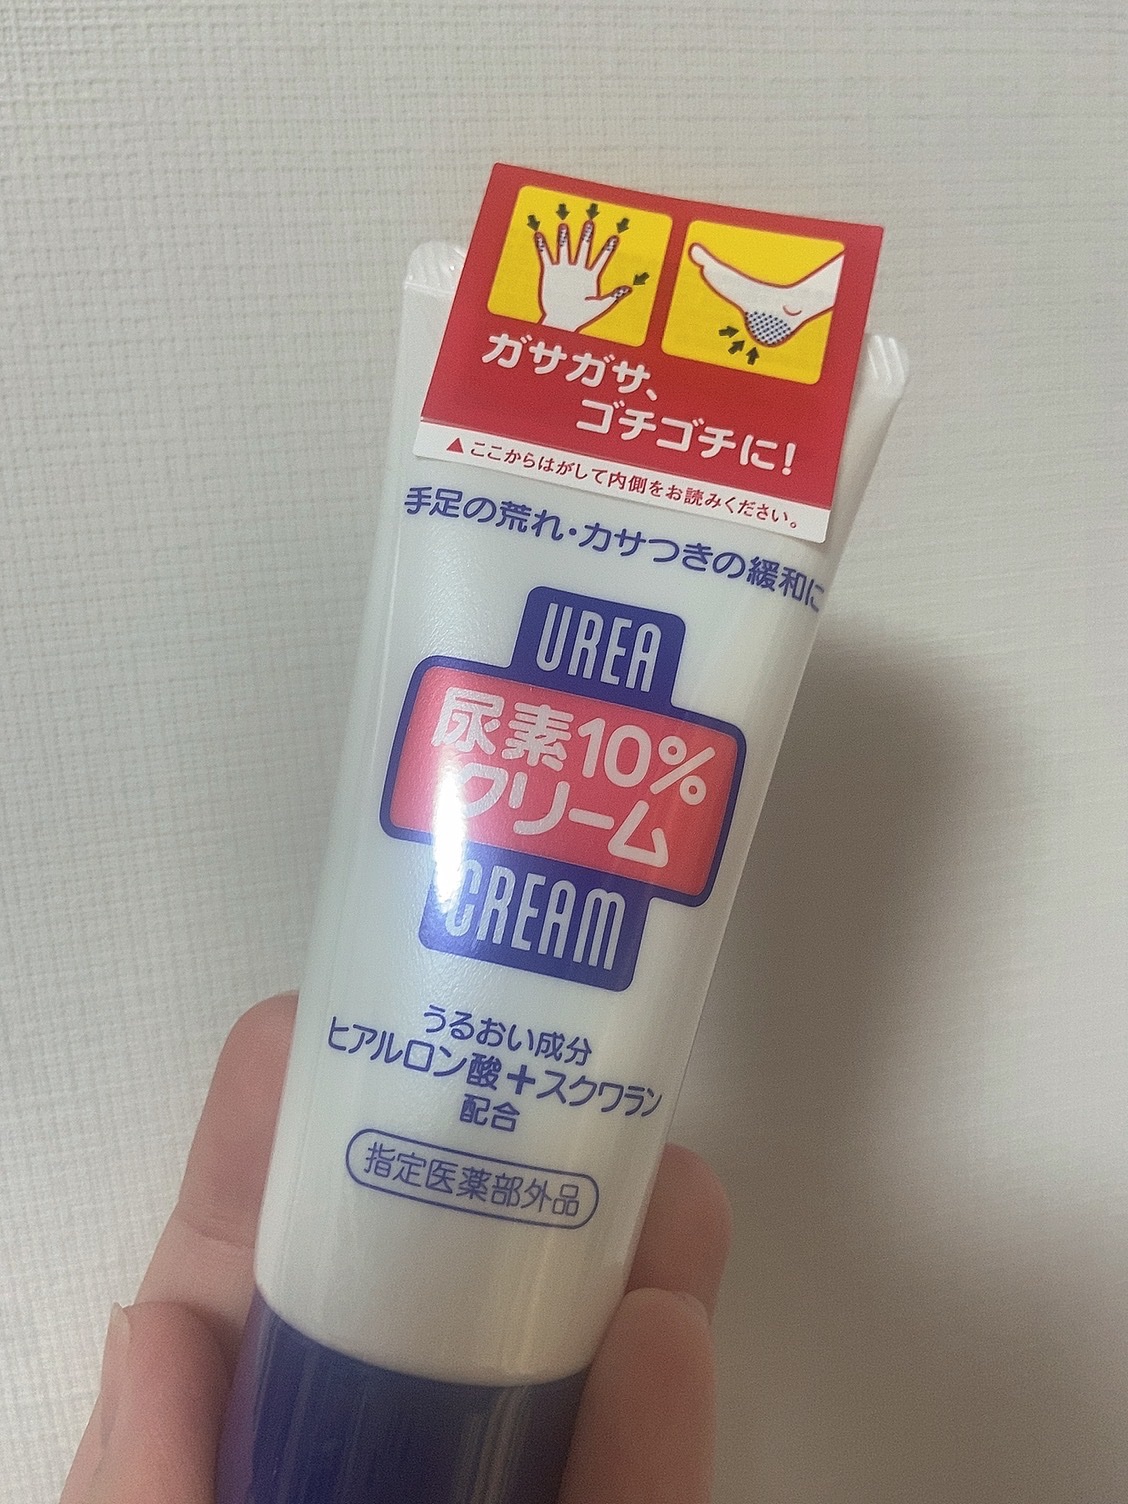 ガサガサ、
ゴチゴチに!
▲ここからはがして内側をお読みください。
手足の荒れ・カサつきの緩和に
UREA
尿素10%
クリーム
CREAM
うるおい成分
ヒアルロン酸+スクワラン
配合
指定医薬部外品